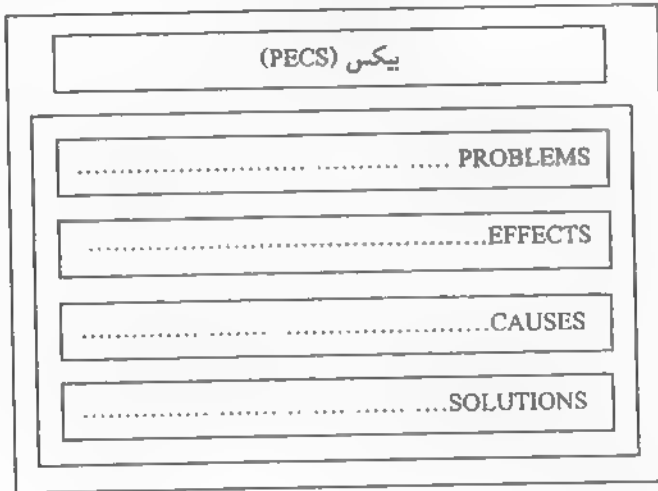 بيكس (PECS)
PROBLEMS ..... ......... .......................
EFFECTS........................................
CAUSES..................... ....... .............
SOLUTIONS.... ...... .... .. ....... .............